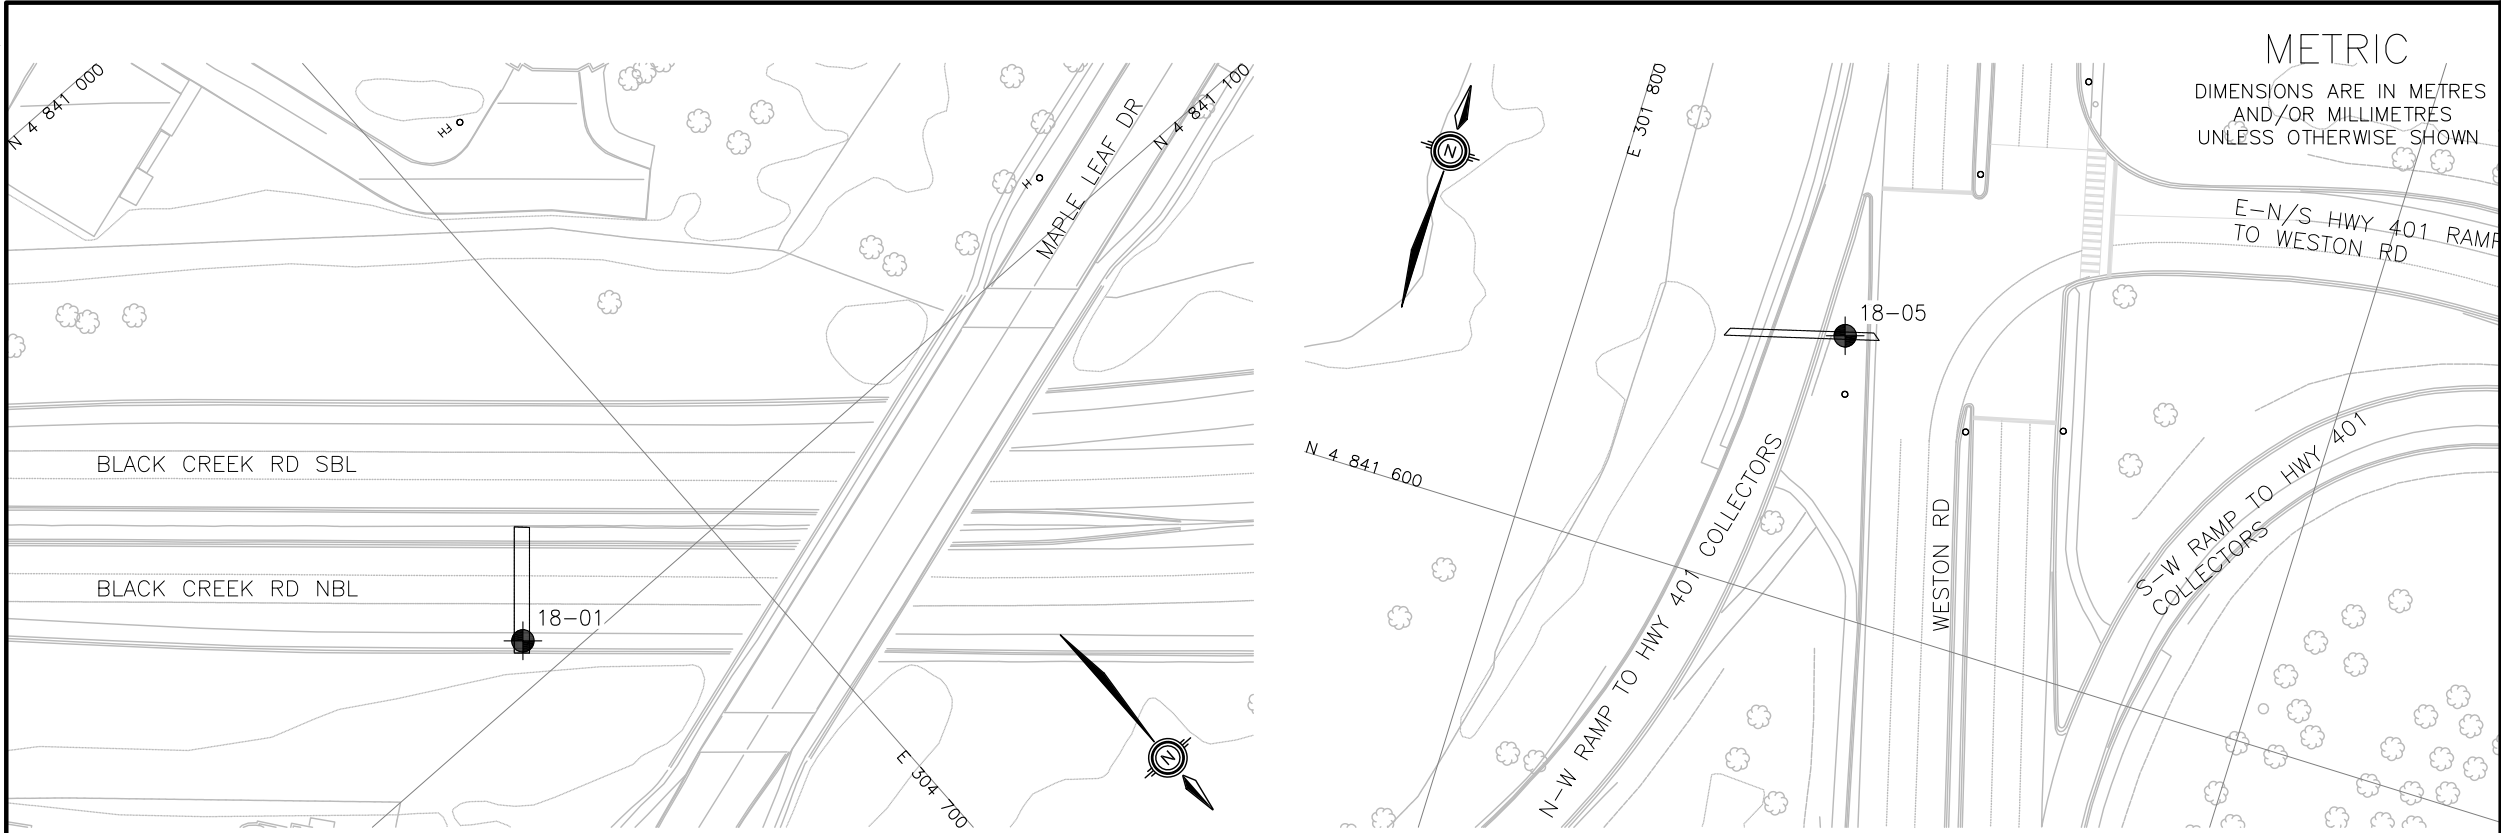 N 4 841 000
FH
H
MAPLE LEAF DR
N 4 841 100
BLACK CREEK RD SBL
BLACK CREEK RD NBL
18-01
E 304 700
N
N
E 301 800
N 4 841 600
N-W RAMP TO HWY 401 COLLECTORS
18-05
WESTON RD
METRIC
DIMENSIONS ARE IN METRES
AND/OR MILLIMETRES
UNLESS OTHERWISE SHOWN
E-N/S HWY 401 RAMP
TO WESTON RD
S-W RAMP TO HWY 401
COLLECTORS